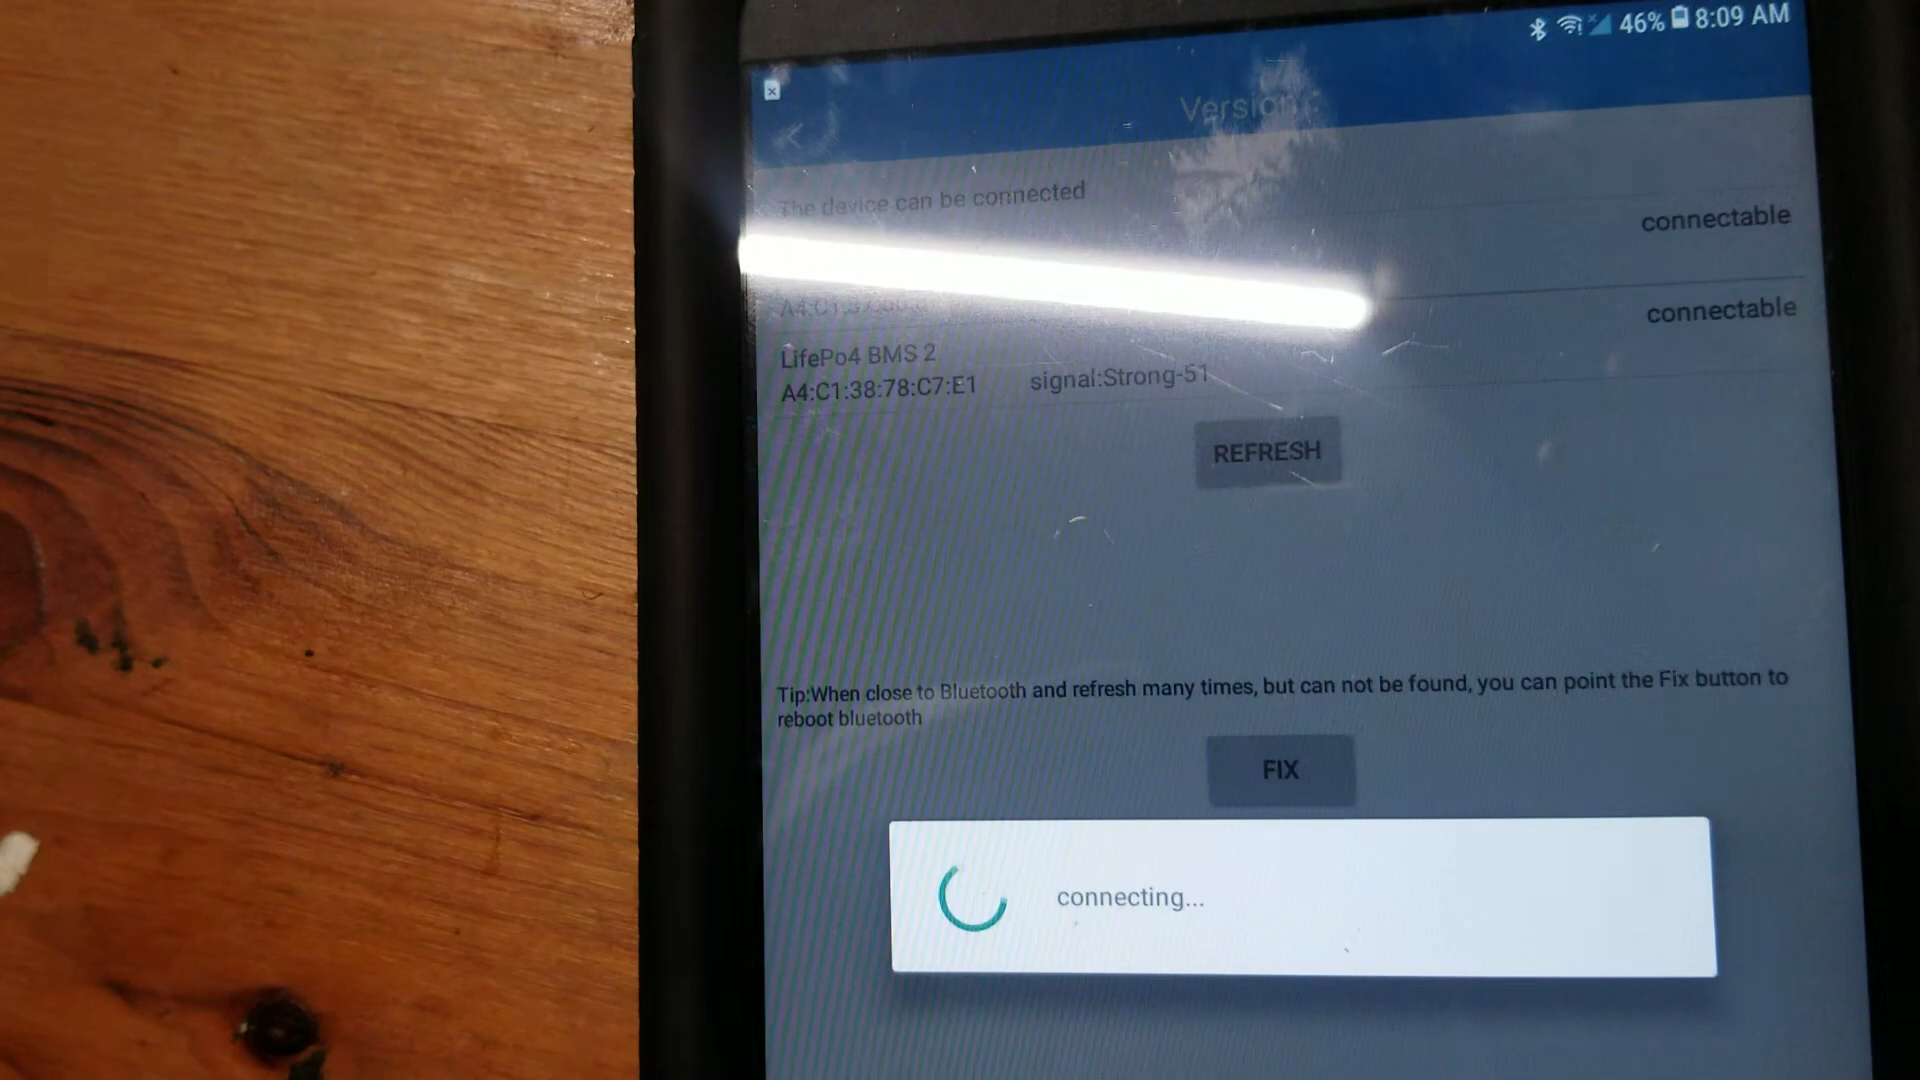 46% 8:09 AM
Version
The device can be connected
connectable
connectable
LifePo4 BMS 2
A4:C1:38:78:C7:E1 signal:Strong-51
REFRESH
Tip:When close to Bluetooth and refresh many times, but can not be found, you can point the Fix button to
reboot bluetooth
FIX
connecting...